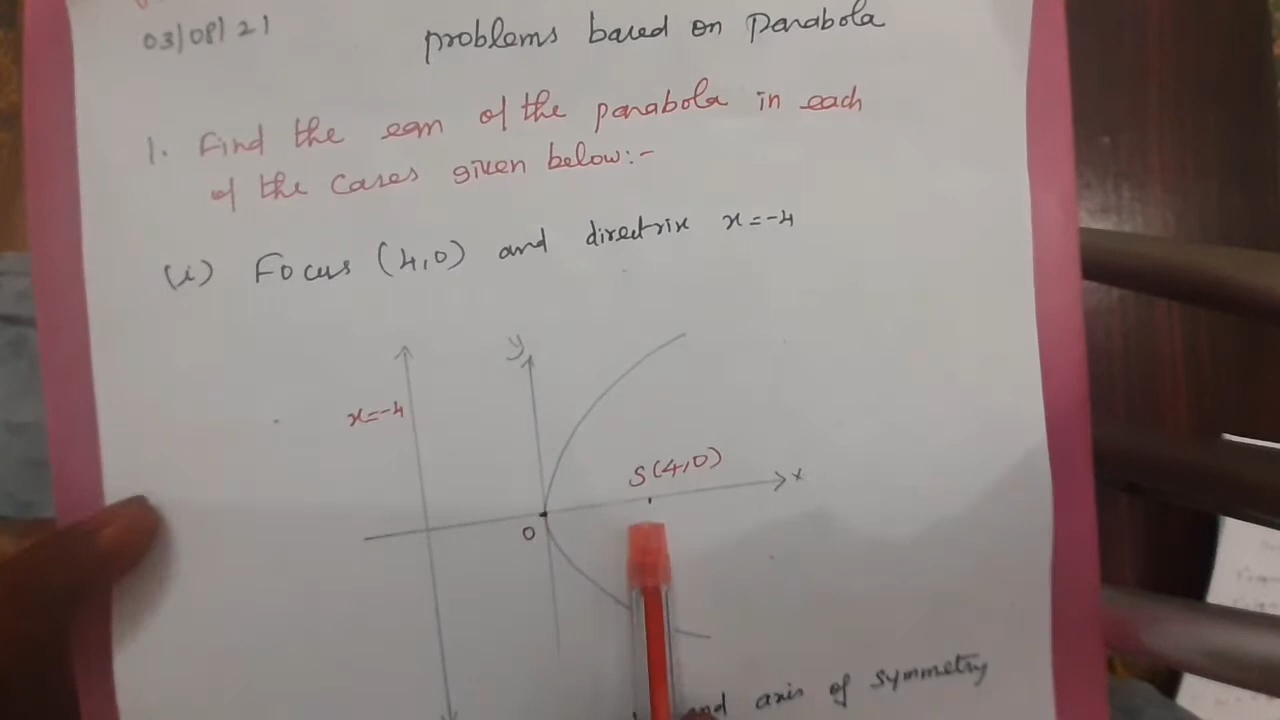 03/08/21
problems based on Parabola
1. Find the eqn of the parabola in each
of the cases given below:-
(i) Focus (4,0) and directrix x=-4
y
x=-4
S(4,0)
x
O
and axis of symmetry